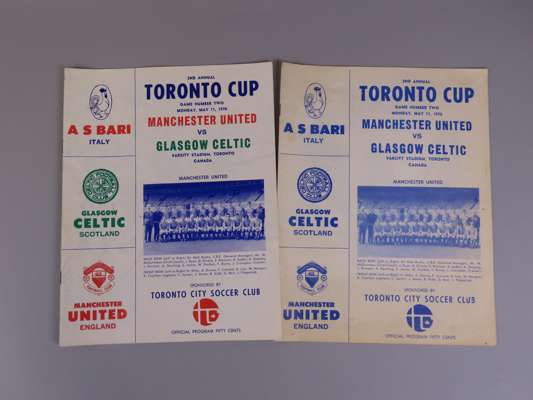 A S BARI
ITALY
GLASGOW
CELTIC
SCOTLAND
MANCHESTER
UNITED
ENGLAND
2ND ANNUAL
TORONTO CUP
GAME NUMBER TWO
MONDAY, MAY 11, 1970
MANCHESTER UNITED
VS
GLASGOW CELTIC
VARSITY STADIUM, TORONTO
CANADA
MANCHESTER UNITED
SPONSORED BY
TORONTO CITY SOCCER CLUB
OFFICIAL PROGRAM FIFTY CENTS
A S BARI
ITALY
GLASGOW
CELTIC
SCOTLAND
MANCHESTER
UNITED
ENGLAND
2ND ANNUAL
TORONTO CUP
GAME NUMBER TWO
MONDAY, MAY 11, 1970
MANCHESTER UNITED
VS
GLASGOW CELTIC
VARSITY STADIUM, TORONTO
CANADA
MANCHESTER UNITED
SPONSORED BY
TORONTO CITY SOCCER CLUB
OFFICIAL PROGRAM FIFTY CENTS